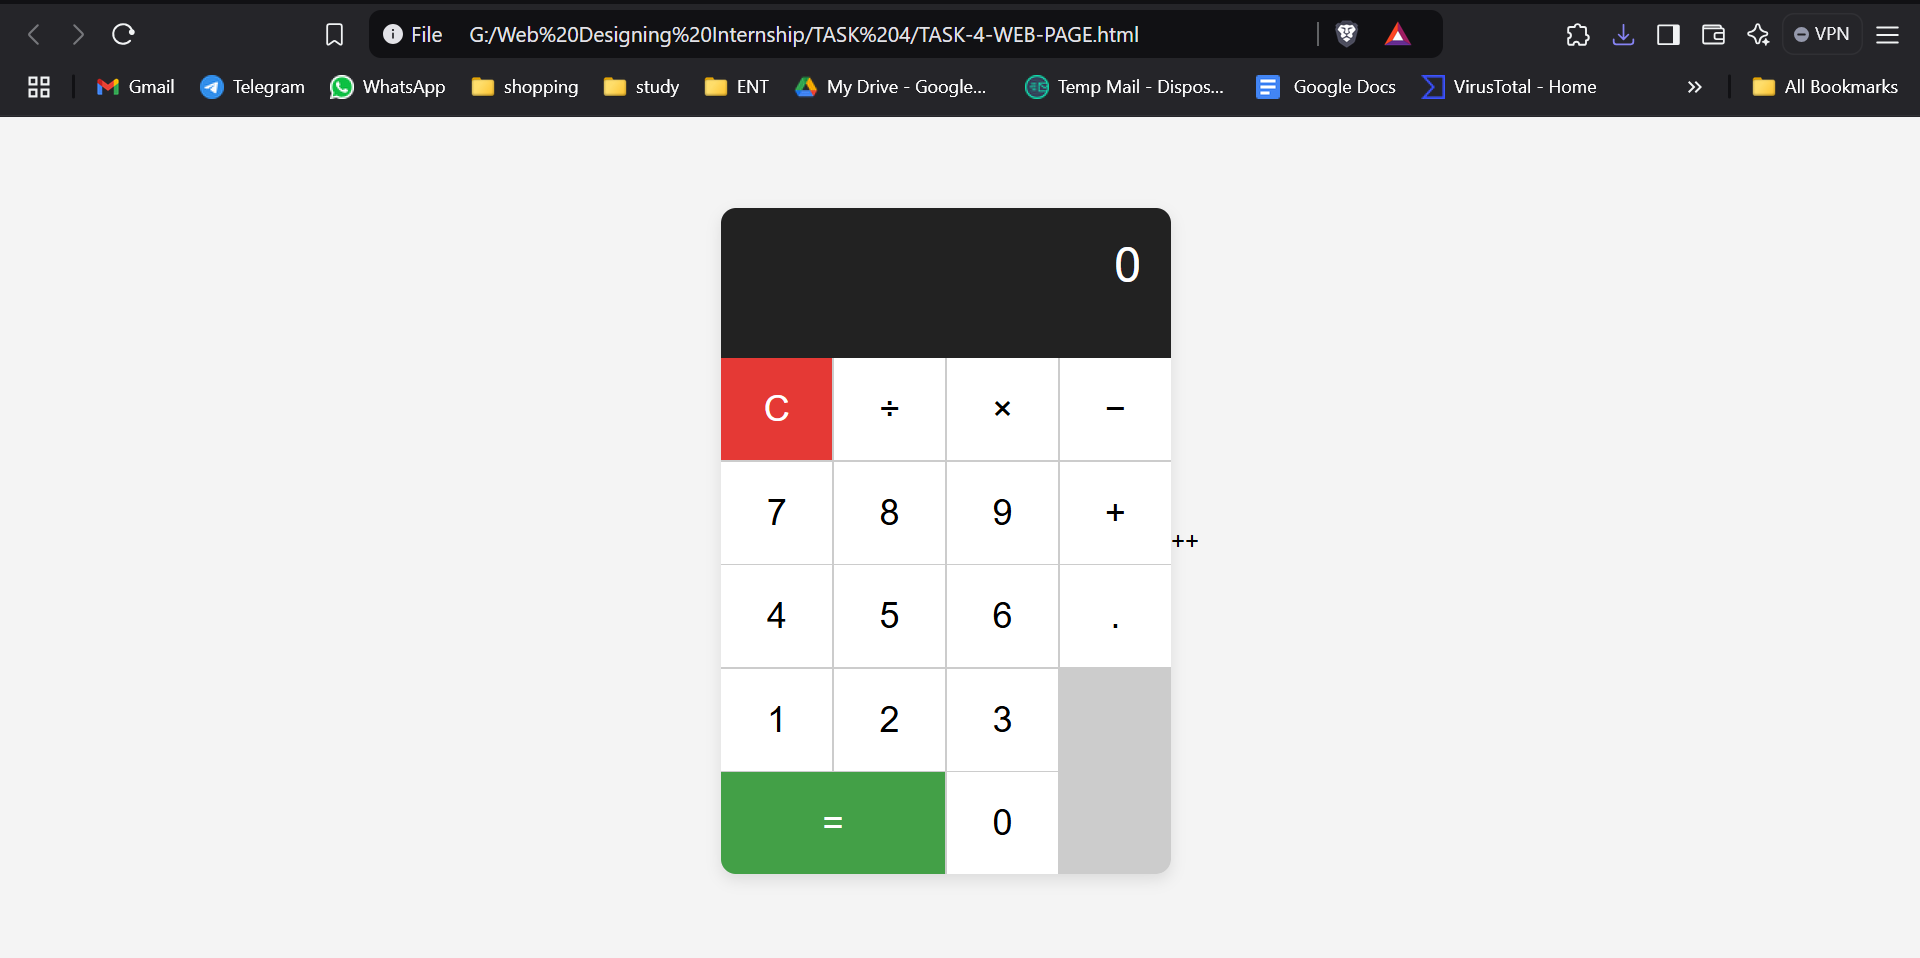 File G:/Web%20Designing%20Internship/TASK%204/TASK-4-WEB-PAGE.html VPN
Gmail Telegram WhatsApp shopping study ENT My Drive - Google... Temp Mail - Dispos... Google Docs VirusTotal - Home » All Bookmarks
0
C ÷ × −
7 8 9 +
++
4 5 6 .
1 2 3
= 0